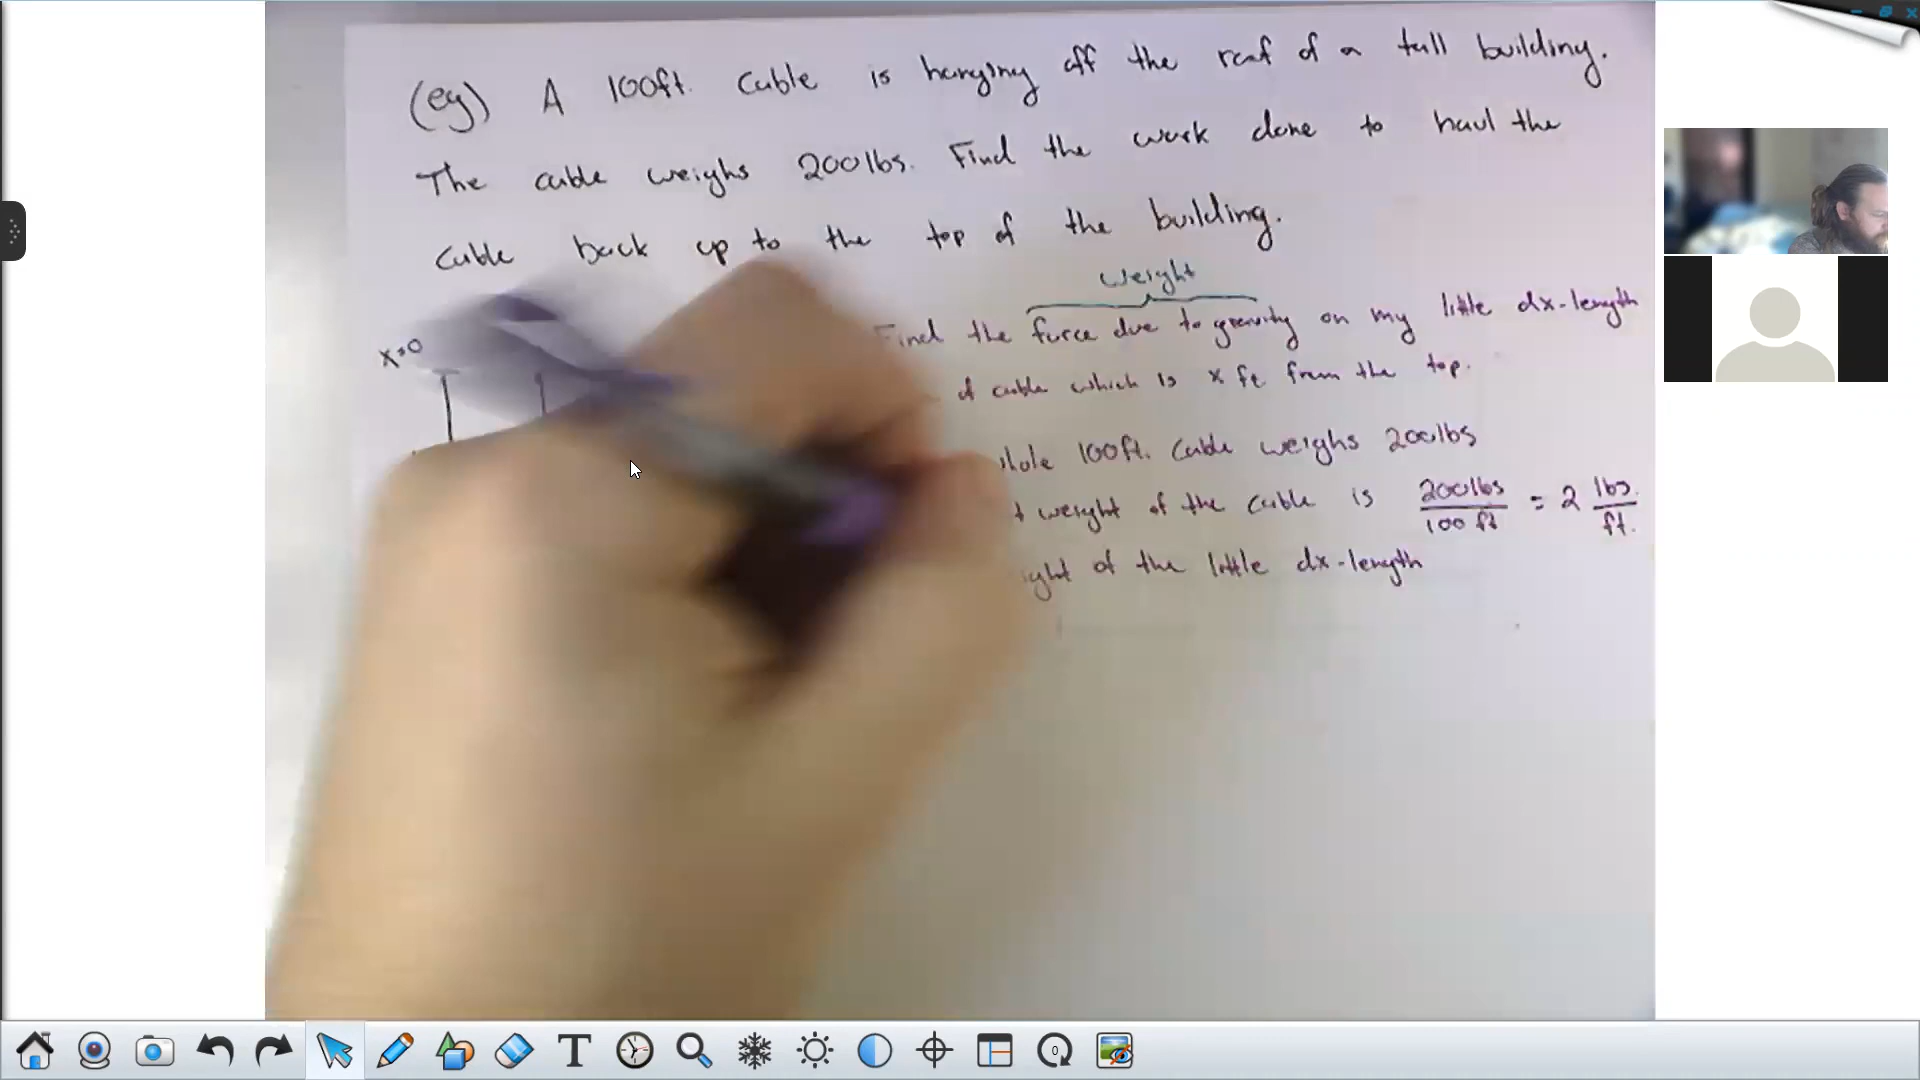 (eg) A 100ft. cable is hanging off the roof of a tall building.
The cable weighs 200lbs. Find the work done to haul the
cable back up to the top of the building.
weight
x=0
Find the force due to gravity on my little dx-length
of cable which is x ft from the top.
100ft. cable weighs 200lbs
weight of the cable is 200lbs / 100 ft = 2 lbs. / ft.
of the little dx-length
T
0